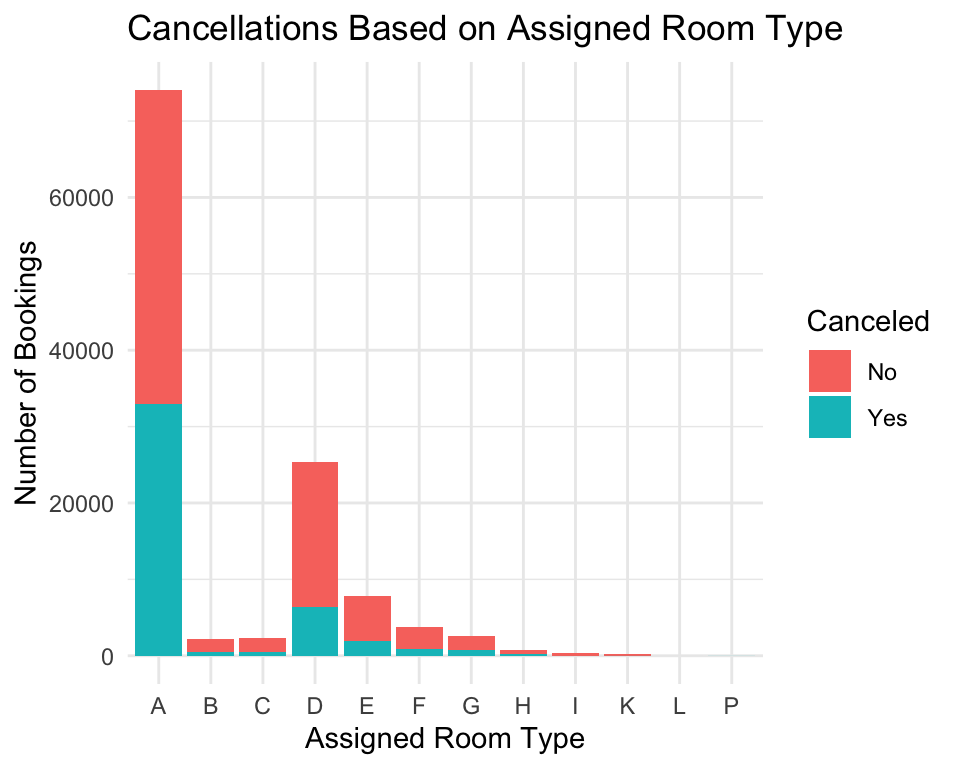 Cancellations Based on Assigned Room Type
Number of Bookings
60000
40000
20000
0
A B C D E F G H I K L P
Assigned Room Type
Canceled
No
Yes